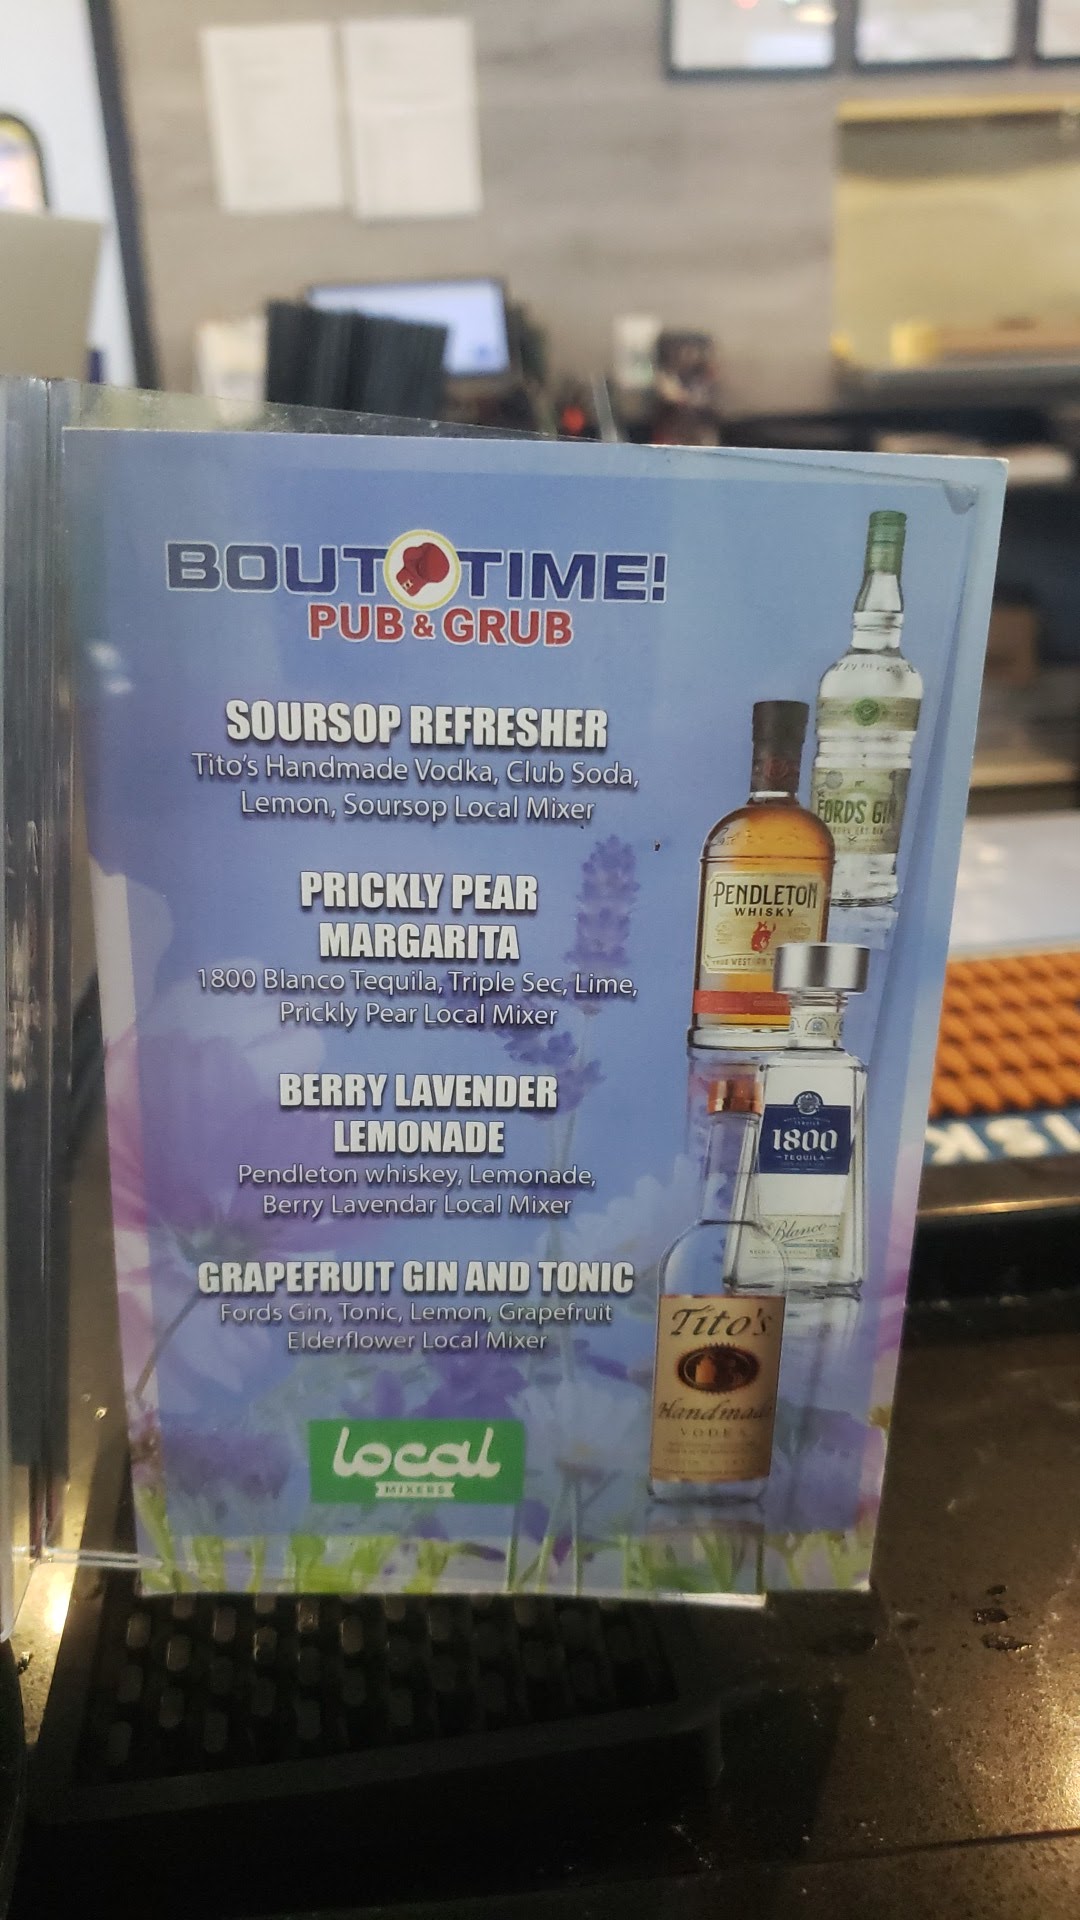 BOUT TIME!
PUB & GRUB
SOURSOP REFRESHER
Tito's Handmade Vodka, Club Soda,
Lemon, Soursop Local Mixer
PRICKLY PEAR
MARGARITA
1800 Blanco Tequila, Triple Sec, Lime,
Prickly Pear Local Mixer
BERRY LAVENDER
LEMONADE
Pendleton whiskey, Lemonade,
Berry Lavendar Local Mixer
GRAPEFRUIT GIN AND TONIC
Fords Gin, Tonic, Lemon, Grapefruit
Elderflower Local Mixer
local
MIXERS
FORDS GIN
PENDLETON
WHISKY
1800
TEQUILA
Blanco
Tito's
Handmade
VODKA